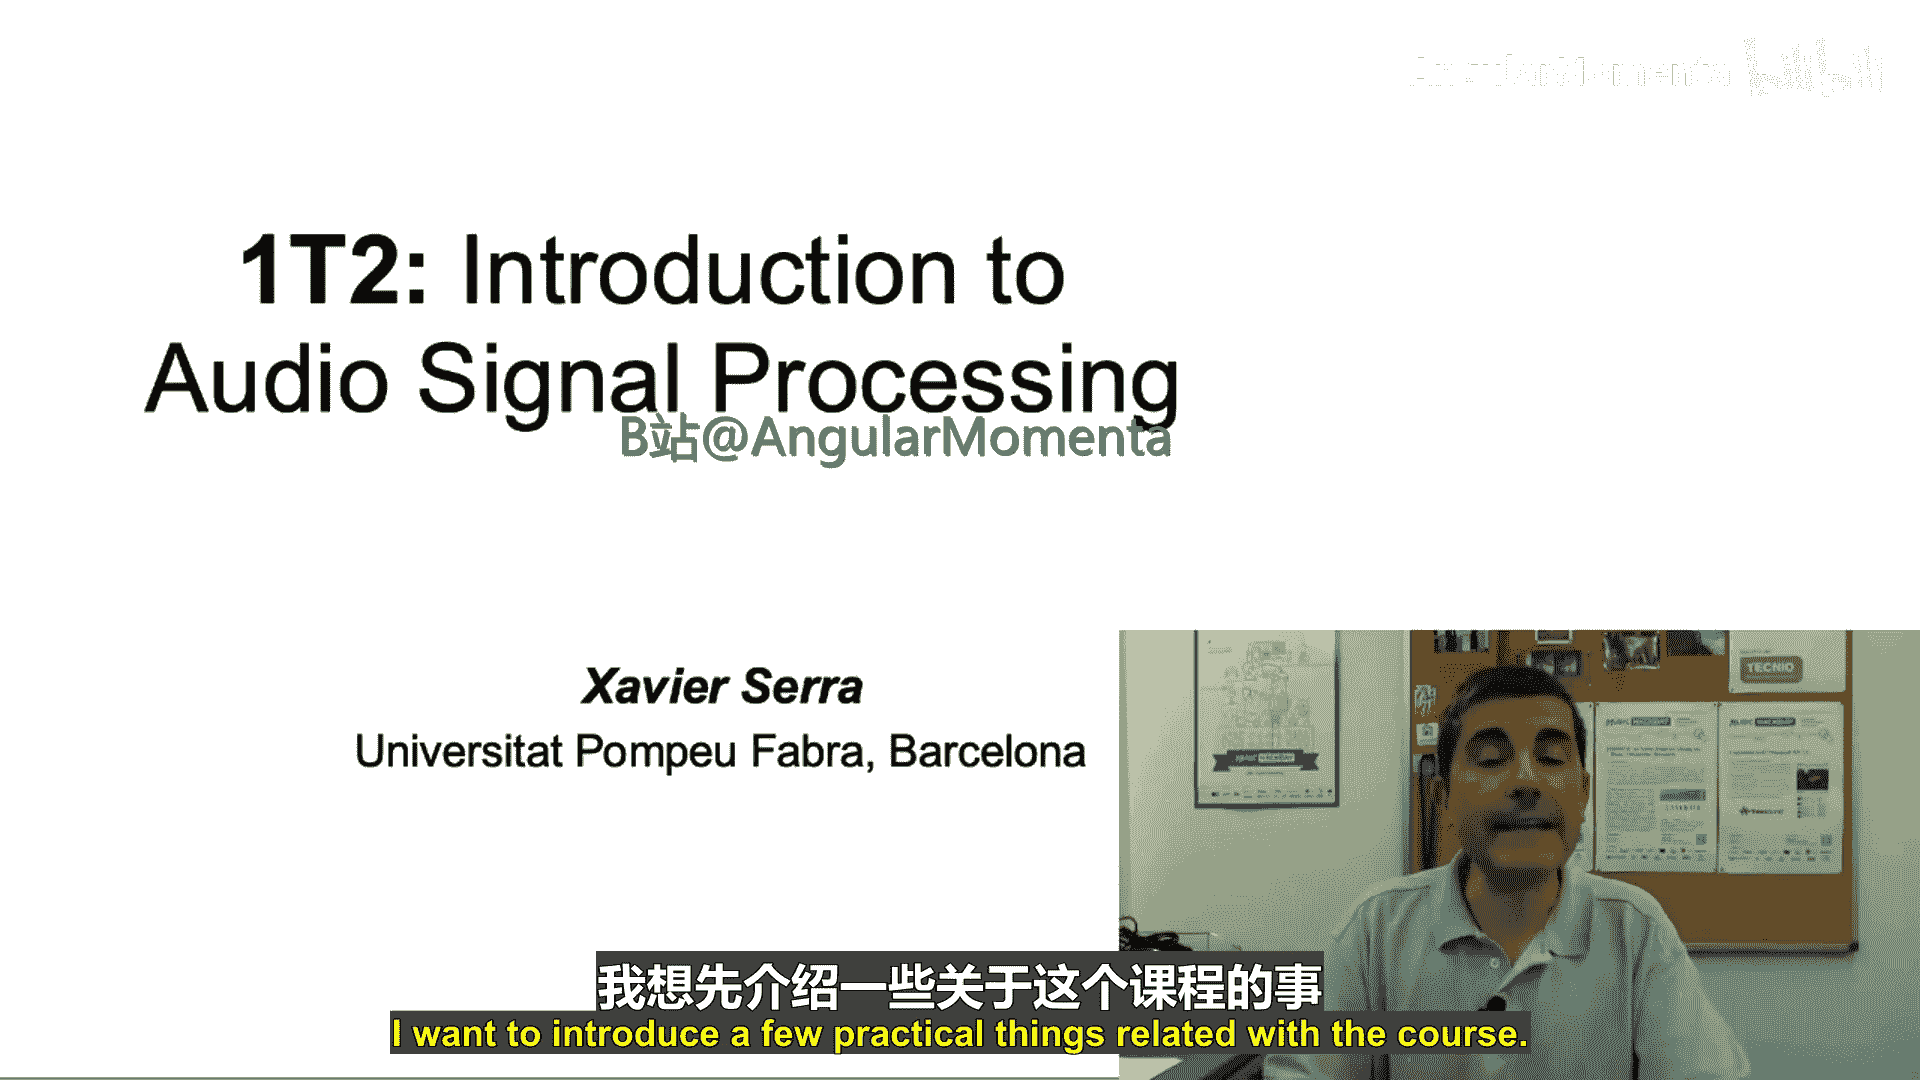 1T2: Introduction to
Audio Signal Processing
B站@AngularMomenta
Xavier Serra
Universitat Pompeu Fabra, Barcelona
TECNIO
我想先介绍一些关于这个课程的事
I want to introduce a few practical things related with the course.